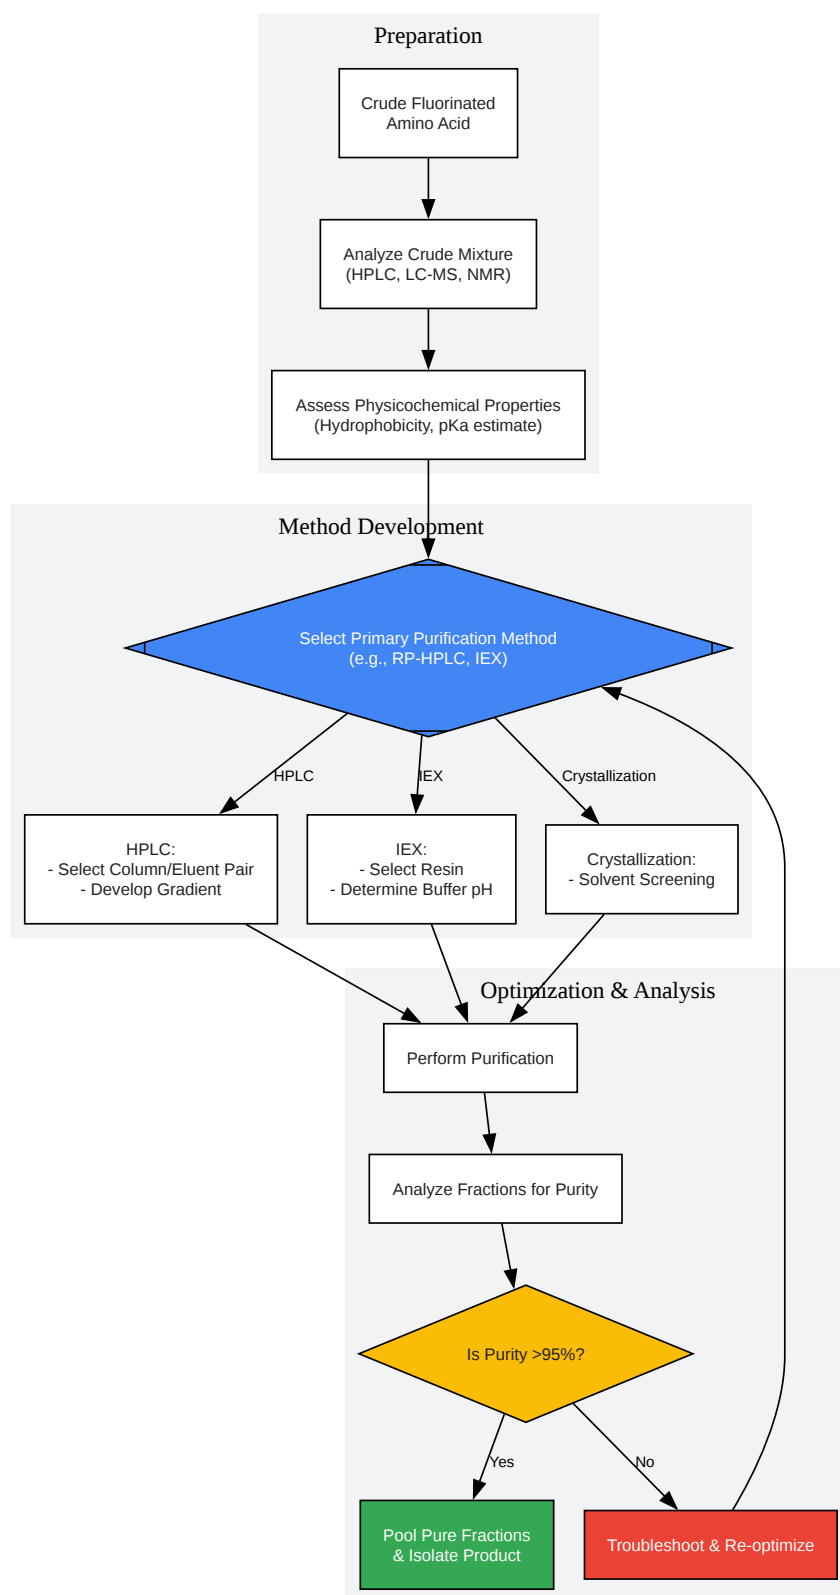 Preparation
Crude Fluorinated
Amino Acid
Analyze Crude Mixture
(HPLC, LC-MS, NMR)
Assess Physicochemical Properties
(Hydrophobicity, pKa estimate)
Method Development
Select Primary Purification Method
(e.g., RP-HPLC, IEX)
HPLC
IEX
Crystallization
HPLC:
- Select Column/Eluent Pair
- Develop Gradient
IEX:
- Select Resin
- Determine Buffer pH
Crystallization:
- Solvent Screening
Optimization & Analysis
Perform Purification
Analyze Fractions for Purity
Is Purity >95%?
Yes
No
Pool Pure Fractions
& Isolate Product
Troubleshoot & Re-optimize